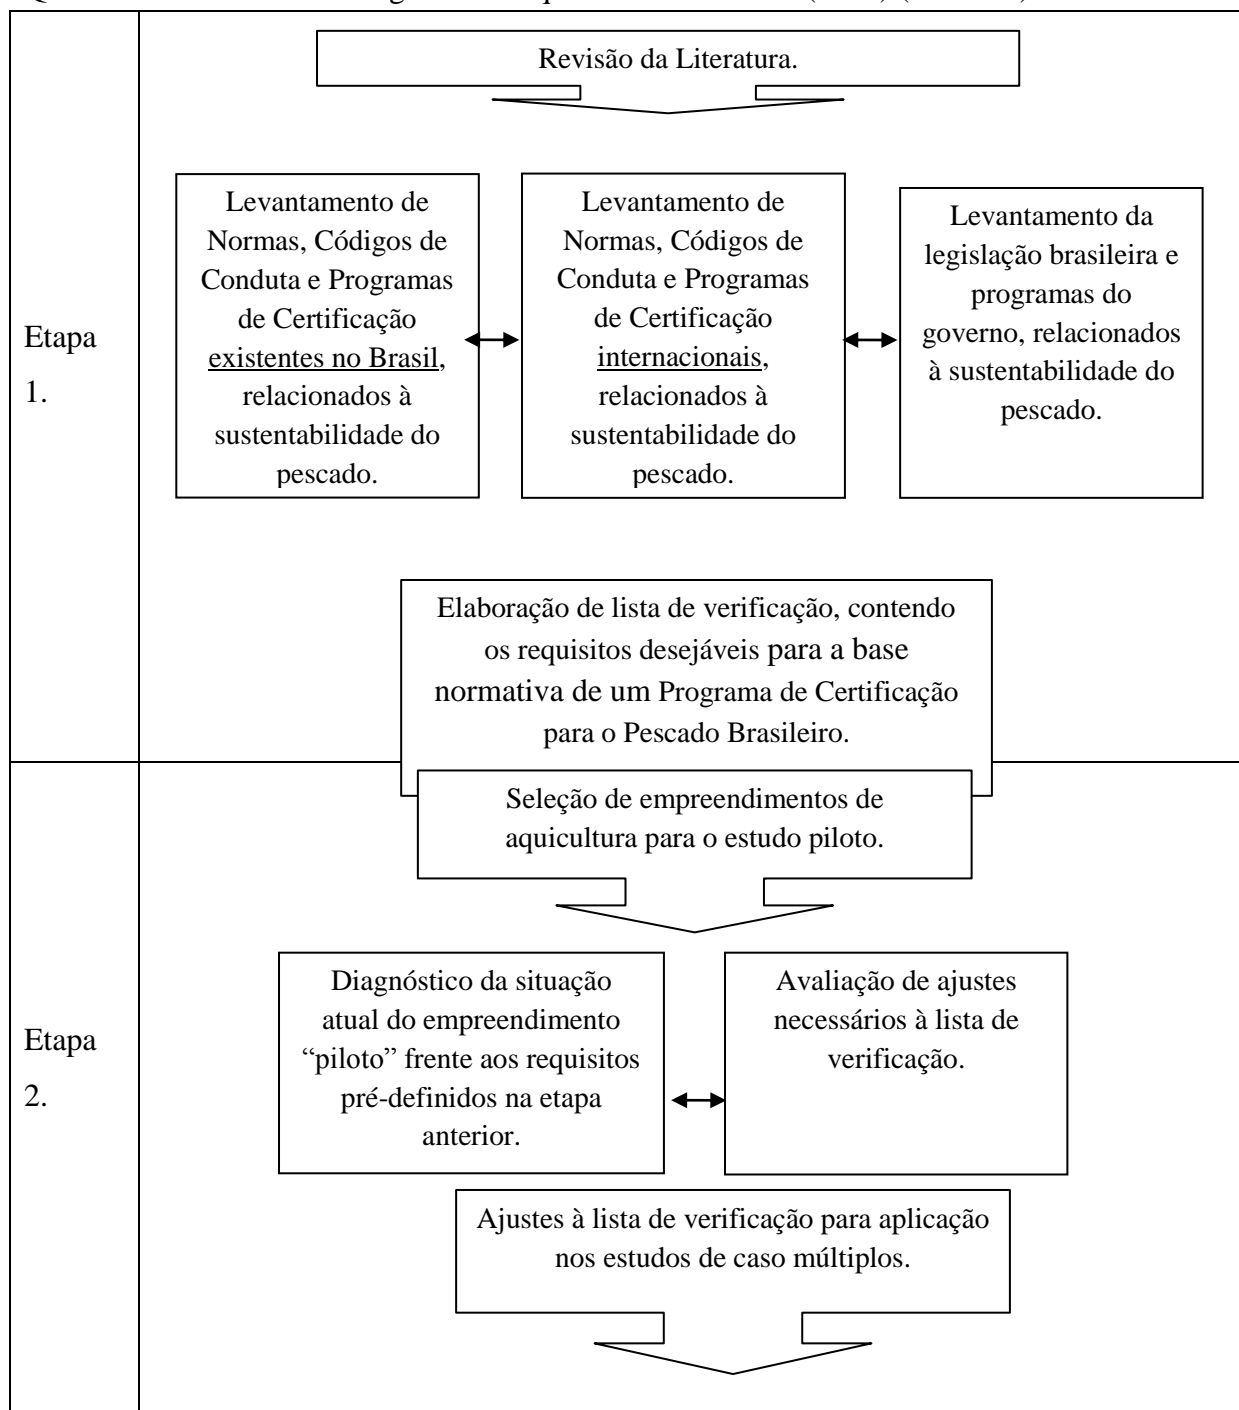 Revisão da Literatura.
Levantamento de
Normas, Códigos de
Conduta e Programas
de Certificação
existentes no Brasil,
relacionados à
sustentabilidade do
pescado.
Levantamento de
Normas, Códigos de
Conduta e Programas
de Certificação
internacionais,
relacionados à
sustentabilidade do
pescado.
Levantamento da
legislação brasileira e
programas do
governo, relacionados
à sustentabilidade do
pescado.
Etapa
1.
Elaboração de lista de verificação, contendo
os requisitos desejáveis para a base
normativa de um Programa de Certificação
para o Pescado Brasileiro.
Seleção de empreendimentos de
aquicultura para o estudo piloto.
Etapa
2.
Diagnóstico da situação
atual do empreendimento
“piloto” frente aos requisitos
pré-definidos na etapa
anterior.
Avaliação de ajustes
necessários à lista de
verificação.
Ajustes à lista de verificação para aplicação
nos estudos de caso múltiplos.